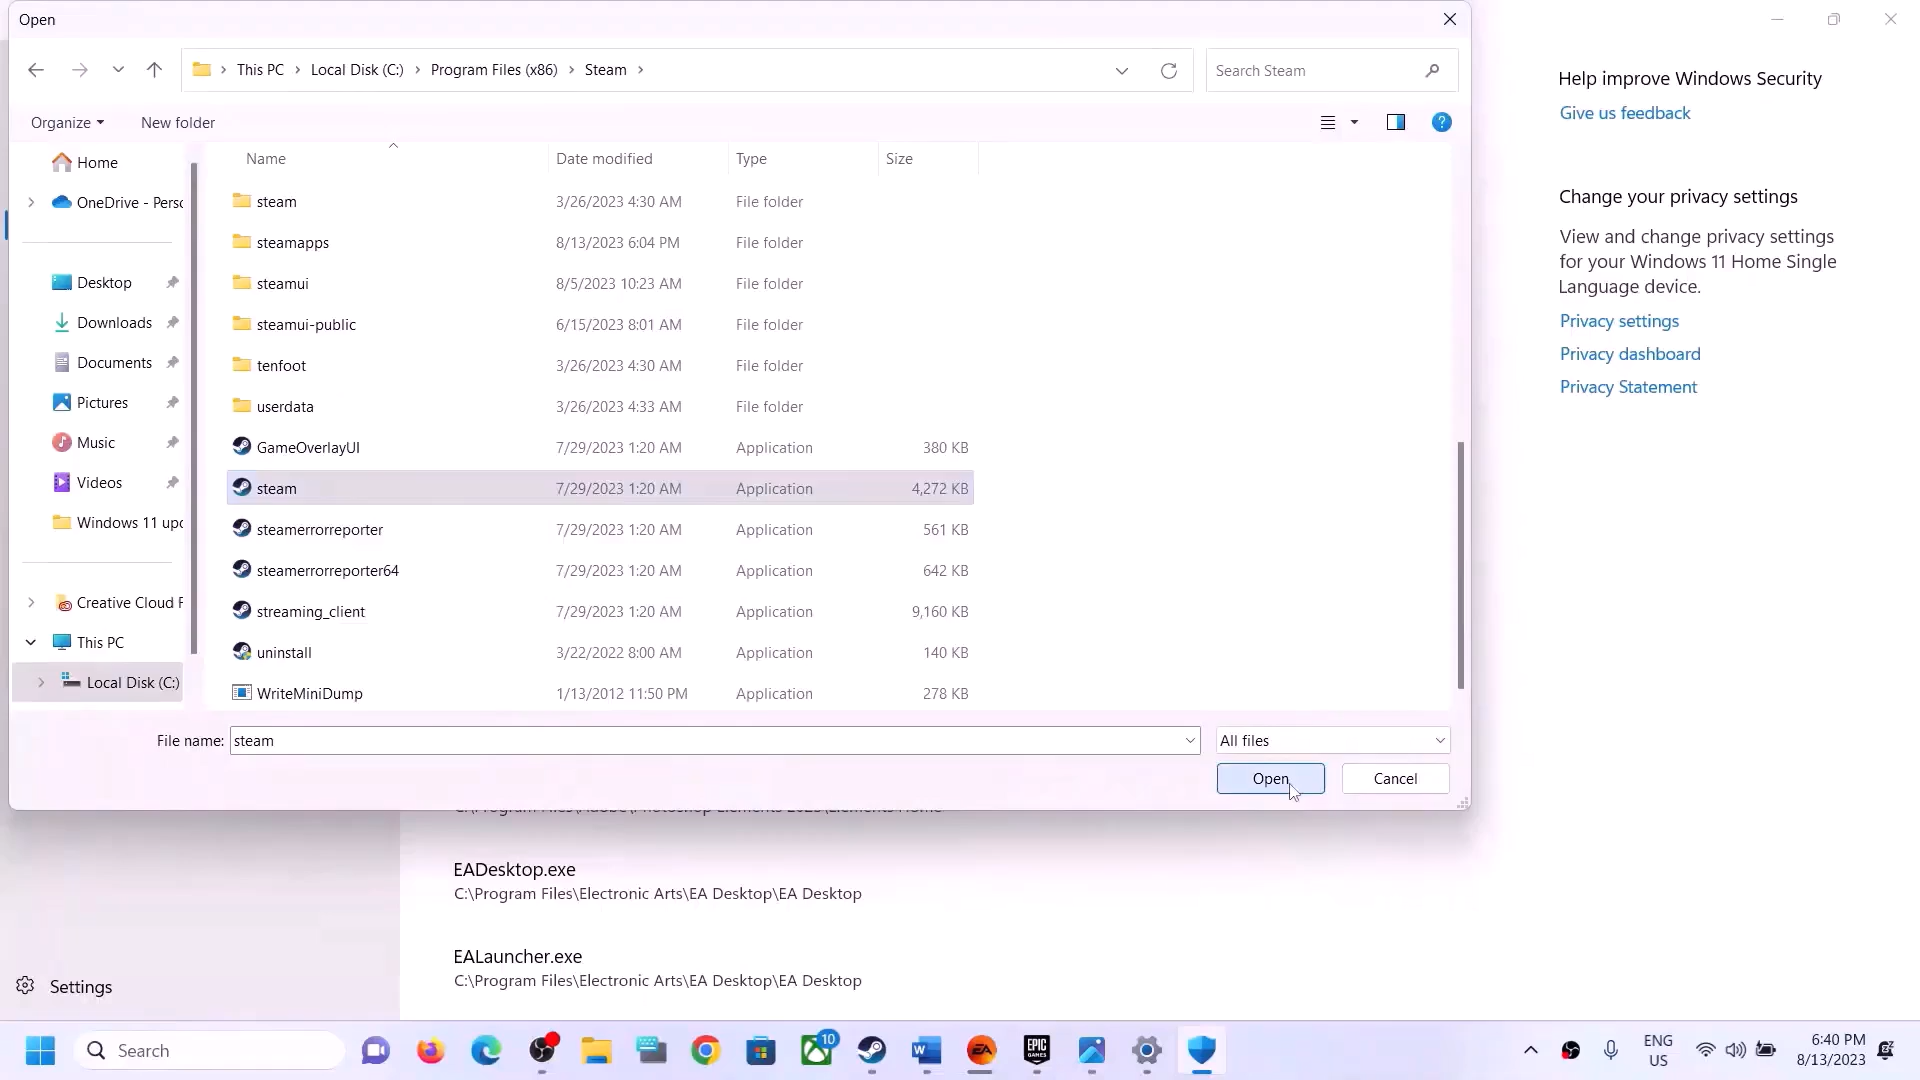 Open
This PC
Local Disk (C:)
Program Files (x86)
Steam
Search Steam
Organize
New folder
Home
OneDrive - Perso
Desktop
Downloads
Documents
Pictures
Music
Videos
Windows 11 upd
Creative Cloud F
This PC
Local Disk (C:)
Name Date modified Type Size
steam 3/26/2023 4:30 AM File folder
steamapps 8/13/2023 6:04 PM File folder
steamui 8/5/2023 10:23 AM File folder
steamui-public 6/15/2023 8:01 AM File folder
tenfoot 3/26/2023 4:30 AM File folder
userdata 3/26/2023 4:33 AM File folder
GameOverlayUI 7/29/2023 1:20 AM Application 380 KB
steam 7/29/2023 1:20 AM Application 4,272 KB
steamerrorreporter 7/29/2023 1:20 AM Application 561 KB
steamerrorreporter64 7/29/2023 1:20 AM Application 642 KB
streaming_client 7/29/2023 1:20 AM Application 9,160 KB
uninstall 3/22/2022 8:00 AM Application 140 KB
WriteMiniDump 1/13/2012 11:50 PM Application 278 KB
File name: steam
All files
Open
Cancel
Help improve Windows Security
Give us feedback
Change your privacy settings
View and change privacy settings
for your Windows 11 Home Single
Language device.
Privacy settings
Privacy dashboard
Privacy Statement
EADesktop.exe
C:\Program Files\Electronic Arts\EA Desktop\EA Desktop
EALauncher.exe
C:\Program Files\Electronic Arts\EA Desktop\EA Desktop
Settings
Search
10
EA
EPIC
GAMES
ENG
US
6:40 PM
8/13/2023